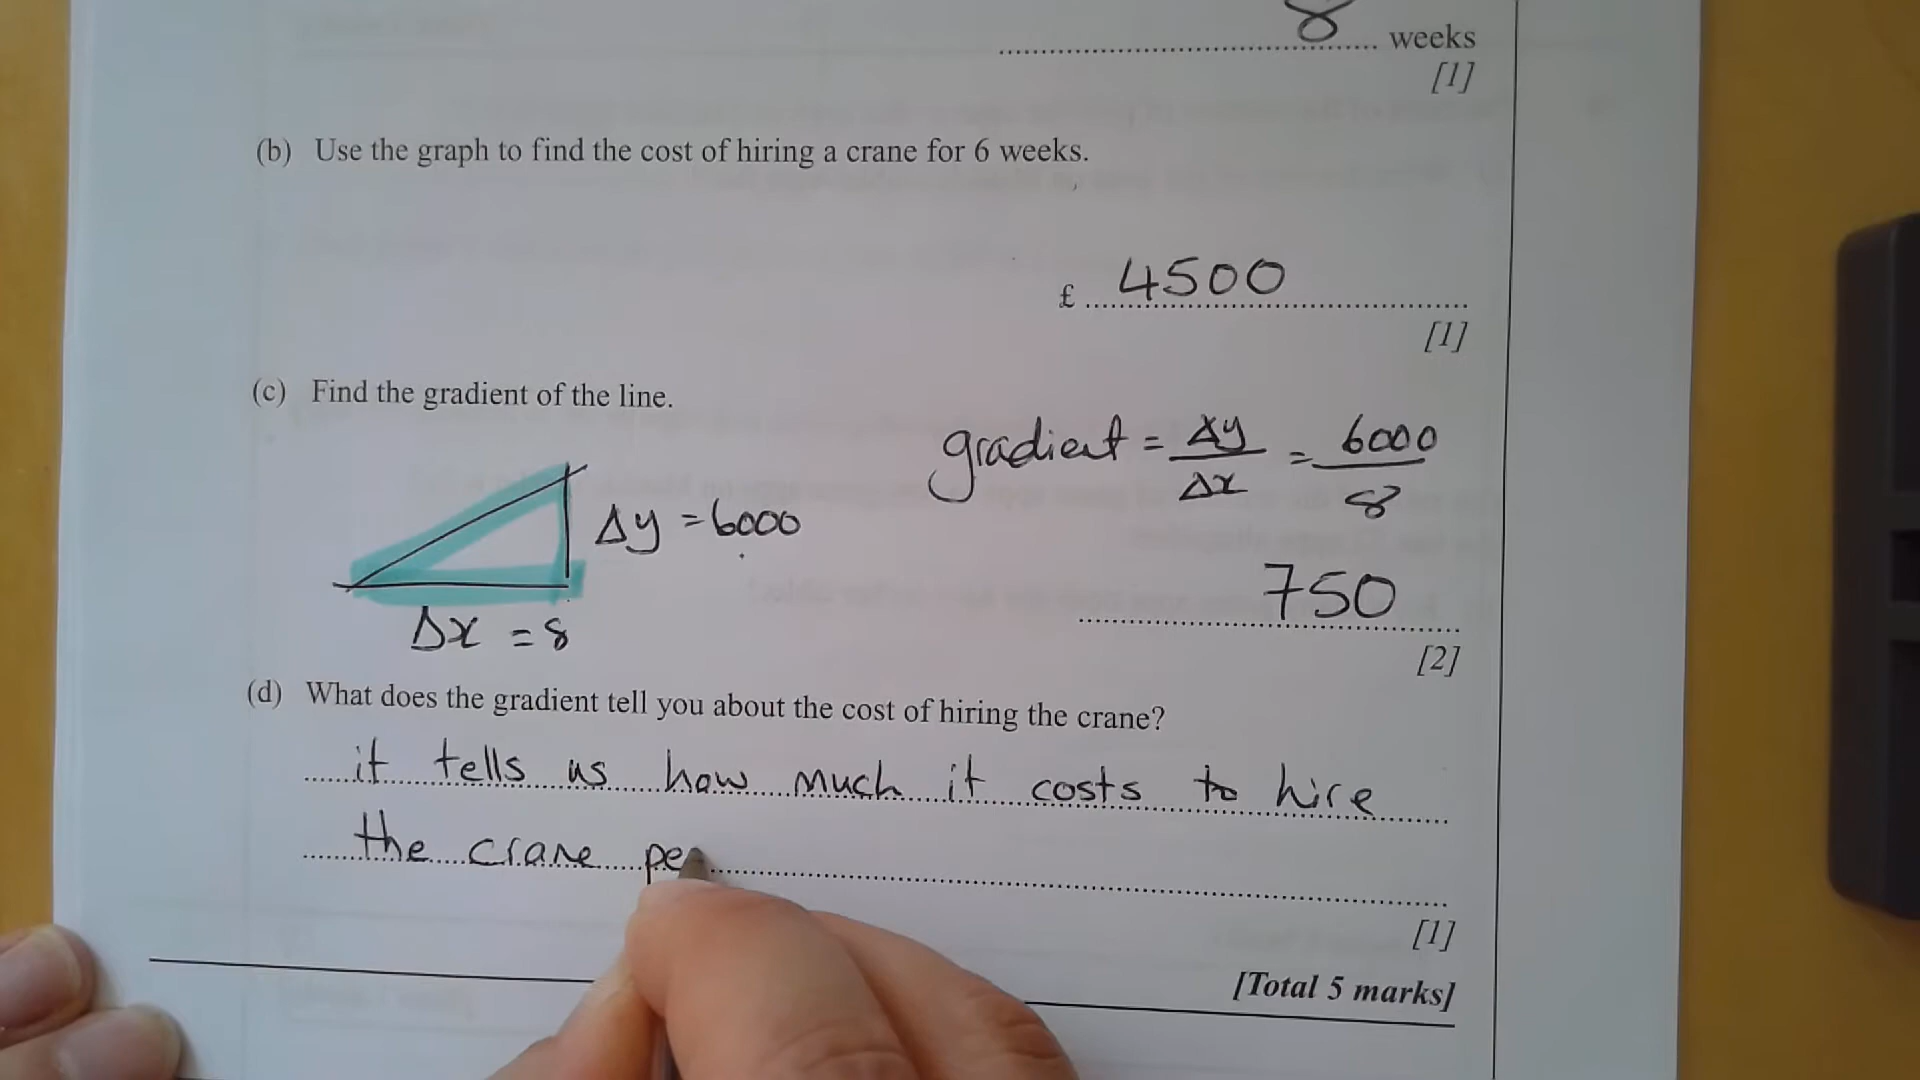 8 weeks
[1]
(b) Use the graph to find the cost of hiring a crane for 6 weeks.
£ 4500
[1]
(c) Find the gradient of the line.
gradient = Δy/Δx = 6000/8
Δy = 6000
Δx = 8
750
[2]
(d) What does the gradient tell you about the cost of hiring the crane?
it tells us how much it costs to hire
the crane pe
[1]
[Total 5 marks]